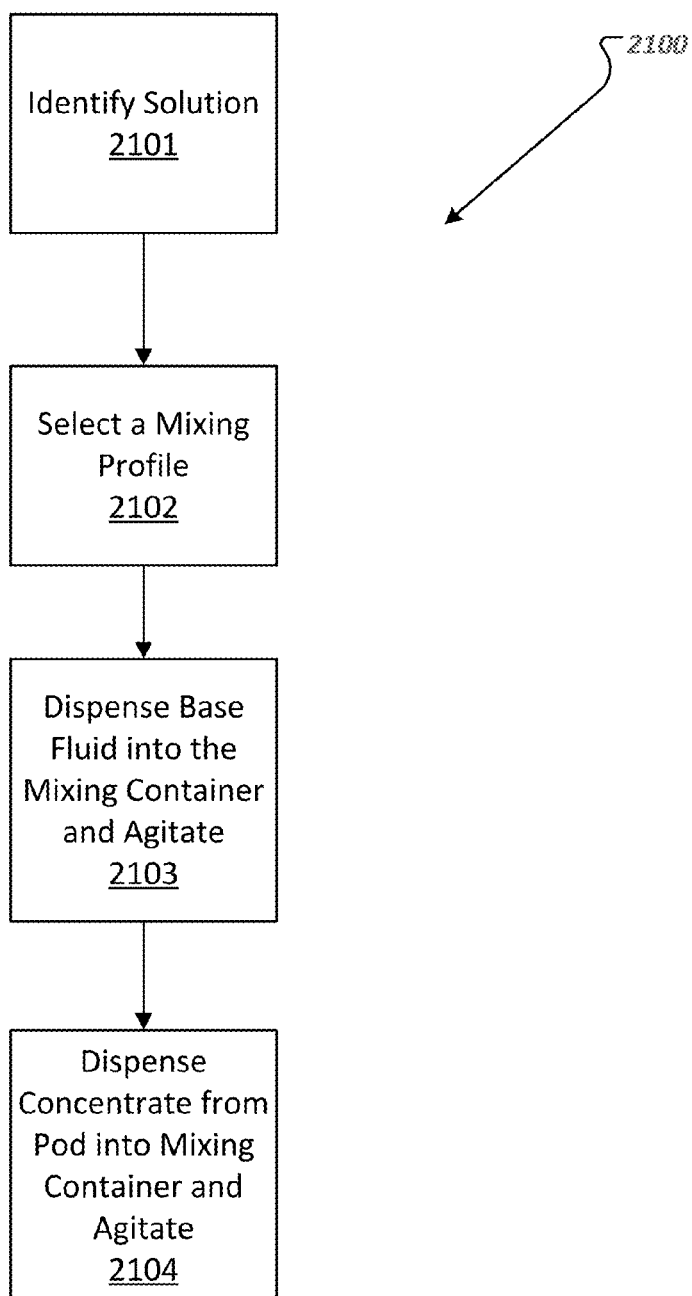 2100
Identify Solution
2101
Select a Mixing
Profile
2102
Dispense Base
Fluid into the
Mixing Container
and Agitate
2103
Dispense
Concentrate from
Pod into Mixing
Container and
Agitate
2104